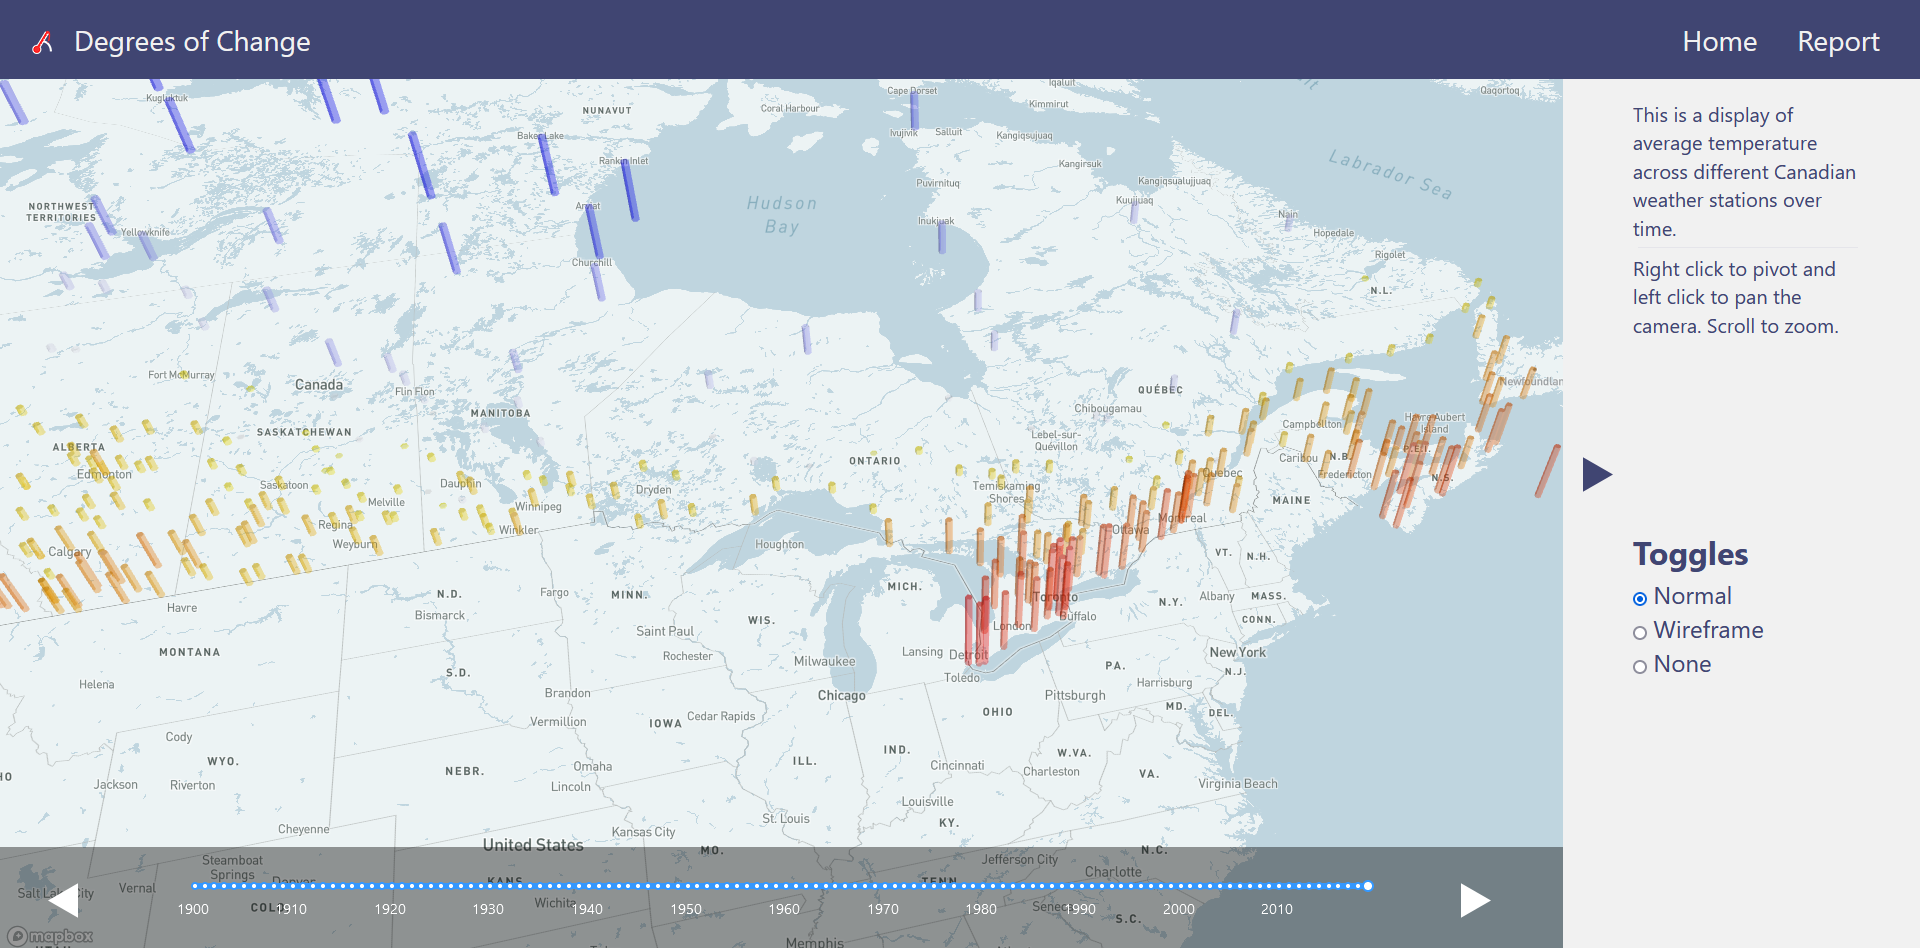 Degrees of Change
Home
Report
Kugluktuk
NUNAVUT
Coral Harbour
Cape Dorset
Iqaluit
Kimmirut
Qaqortoq
Baker Lake
Rankin Inlet
Ivujivik
Salluit
Kangiqsujuaq
Kangirsuk
Labrador Sea
Puvirnituq
Kangiqsualujjuaq
Hudson
Bay
NORTHWEST
TERRITORIES
Yellowknife
Arviat
Kuujjuaq
Inukjuak
Nain
Hopedale
Churchill
Rigolet
N.L.
Fort McMurray
Canada
Flin Flon
MANITOBA
QUÉBEC
Chibougamau
Newfoundlan
Havre-Aubert
Island
SASKATCHEWAN
ALBERTA
Edmonton
Lebel-sur-
Quévillon
Campbellton
ONTARIO
Caribou
N.B.
P.E.I.
Saskatoon
Dauphin
Dryden
Temiskaming
Shores
Quebec
Fredericton
N.S.
Melville
Winnipeg
MAINE
Regina
Winkler
Ottawa
Montreal
Calgary
Weyburn
Houghton
VT.
N.H.
MICH.
Havre
N.D.
Fargo
MINN.
Toronto
N.Y.
Albany
MASS.
Bismarck
WIS.
London
Buffalo
CONN.
Saint Paul
MONTANA
Rochester
Milwaukee
Lansing
Detroit
New York
Helena
S.D.
Toledo
PA.
N.J.
Brandon
Chicago
Pittsburgh
Harrisburg
Vermillion
IOWA
Cedar Rapids
OHIO
MD.
DEL.
Cody
WYO.
NEBR.
Omaha
ILL.
IND.
Cincinnati
W.VA.
Charleston
VA.
Jackson
Riverton
Lincoln
Virginia Beach
Louisville
Cheyenne
Kansas City
St. Louis
KY.
United States
MO.
N.C.
Steamboat
Springs
Jefferson City
Denver
KANS.
TENN.
Charlotte
Salt Lake City
Vernal
COLO.
Wichita
S.C.
1900
1910
1920
1930
1940
1950
1960
1970
1980
1990
2000
2010
mapbox
Memphis
This is a display of
average temperature
across different Canadian
weather stations over
time.
Right click to pivot and
left click to pan the
camera. Scroll to zoom.
Toggles
Normal
Wireframe
None